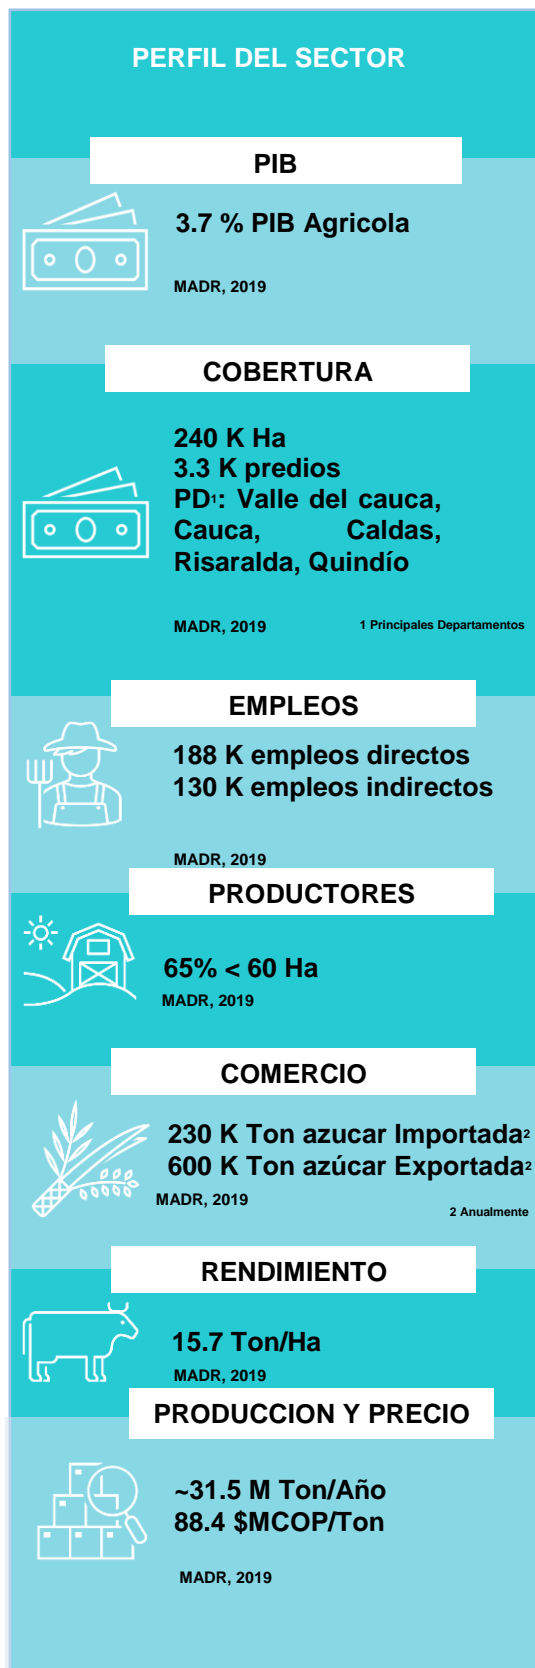 PERFIL DEL SECTOR
PIB
3.7 % PIB Agricola
MADR, 2019
COBERTURA
240 K Ha
3.3 K predios
PD1: Valle del cauca,
Cauca, Caldas,
Risaralda, Quindío
MADR, 2019
1 Principales Departamentos
EMPLEOS
188 K empleos directos
130 K empleos indirectos
MADR, 2019
PRODUCTORES
65% < 60 Ha
MADR, 2019
COMERCIO
230 K Ton azucar Importada2
600 K Ton azúcar Exportada2
MADR, 2019
2 Anualmente
RENDIMIENTO
15.7 Ton/Ha
MADR, 2019
PRODUCCION Y PRECIO
~31.5 M Ton/Año
88.4 $MCOP/Ton
MADR, 2019